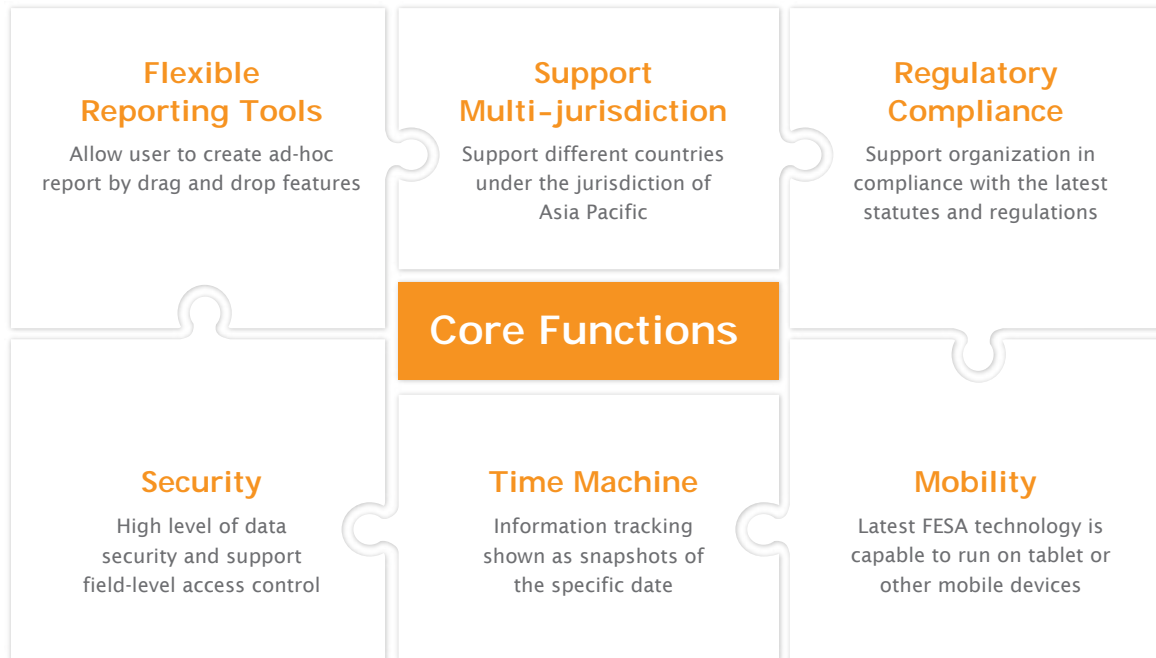 Flexible
Reporting Tools
Allow user to create ad-hoc
report by drag and drop features
Support
Multi-jurisdiction
Support different countries
under the jurisdiction of
Asia Pacific
Regulatory
Compliance
Support organization in
compliance with the latest
statutes and regulations
Core Functions
Security
High level of data
security and support
field-level access control
Time Machine
Information tracking
shown as snapshots of
the specific date
Mobility
Latest FESA technology is
capable to run on tablet or
other mobile devices